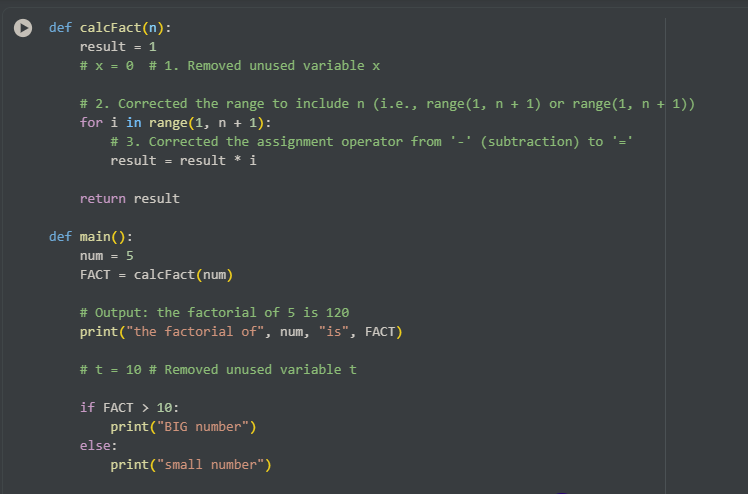 def calcFact(n):
    result = 1
    # x = 0  # 1. Removed unused variable x

    # 2. Corrected the range to include n (i.e., range(1, n + 1) or range(1, n + 1))
    for i in range(1, n + 1):
        # 3. Corrected the assignment operator from '-' (subtraction) to '='
        result = result * i

    return result

def main():
    num = 5
    FACT = calcFact(num)

    # Output: the factorial of 5 is 120
    print("the factorial of", num, "is", FACT)

    # t = 10 # Removed unused variable t

    if FACT > 10:
        print("BIG number")
    else:
        print("small number")